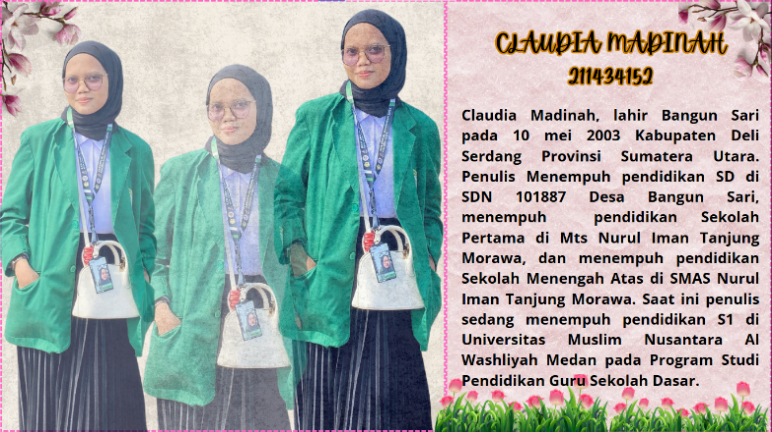 CLAUDIA MADINAH
211434152
Claudia Madinah, lahir Bangun Sari
pada 10 mei 2003 Kabupaten Deli
Serdang Provinsi Sumatera Utara.
Penulis Menempuh pendidikan SD di
SDN 101887 Desa Bangun Sari,
menempuh pendidikan Sekolah
Pertama di Mts Nurul Iman Tanjung
Morawa, dan menempuh pendidikan
Sekolah Menengah Atas di SMAS Nurul
Iman Tanjung Morawa. Saat ini penulis
sedang menempuh pendidikan S1 di
Universitas Muslim Nusantara Al
Washliyah Medan pada Program Studi
Pendidikan Guru Sekolah Dasar.